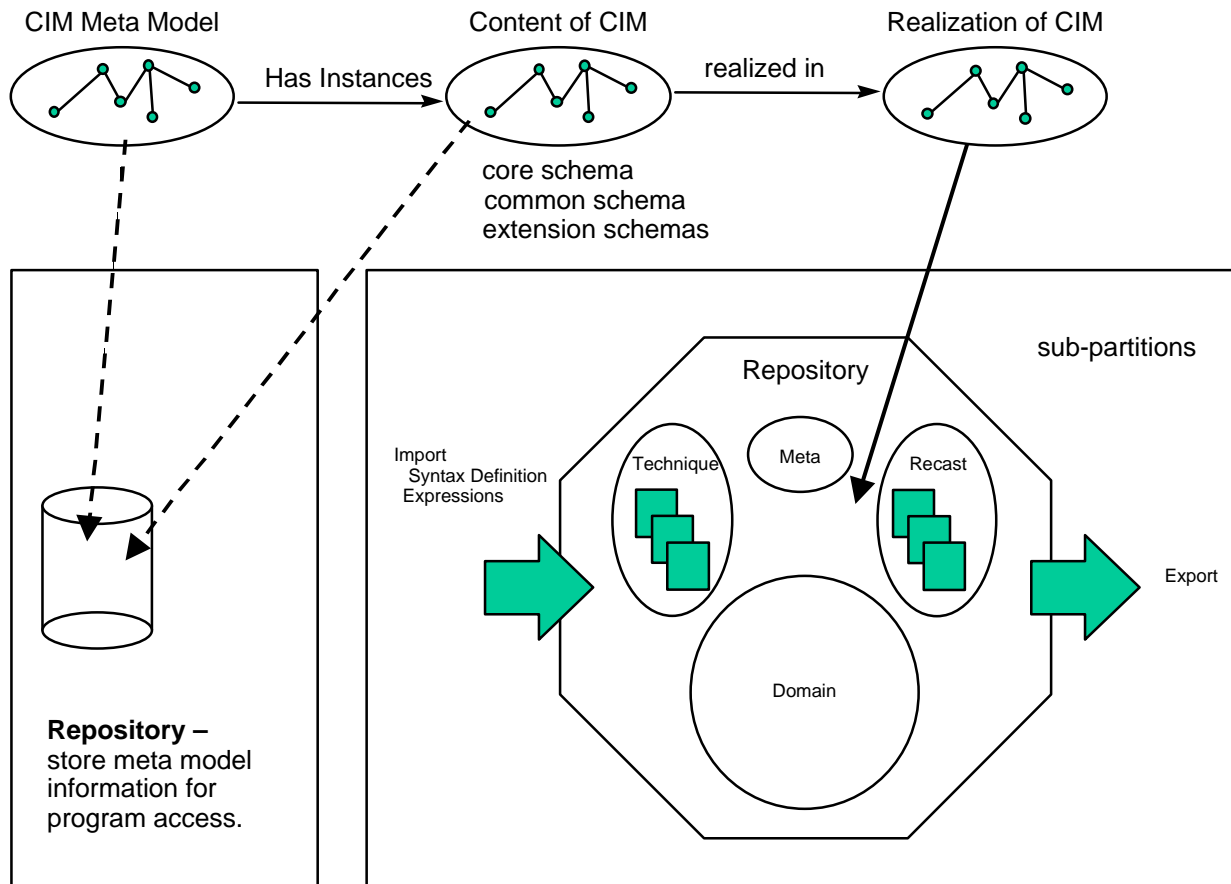 CIM Meta Model
Content of CIM
Realization of CIM
Has Instances
realized in
core schema
common schema
extension schemas
sub-partitions
Repository
Import
Syntax Definition
Expressions
Technique
Meta
Recast
Export
Domain
Repository –
store meta model
information for
program access.